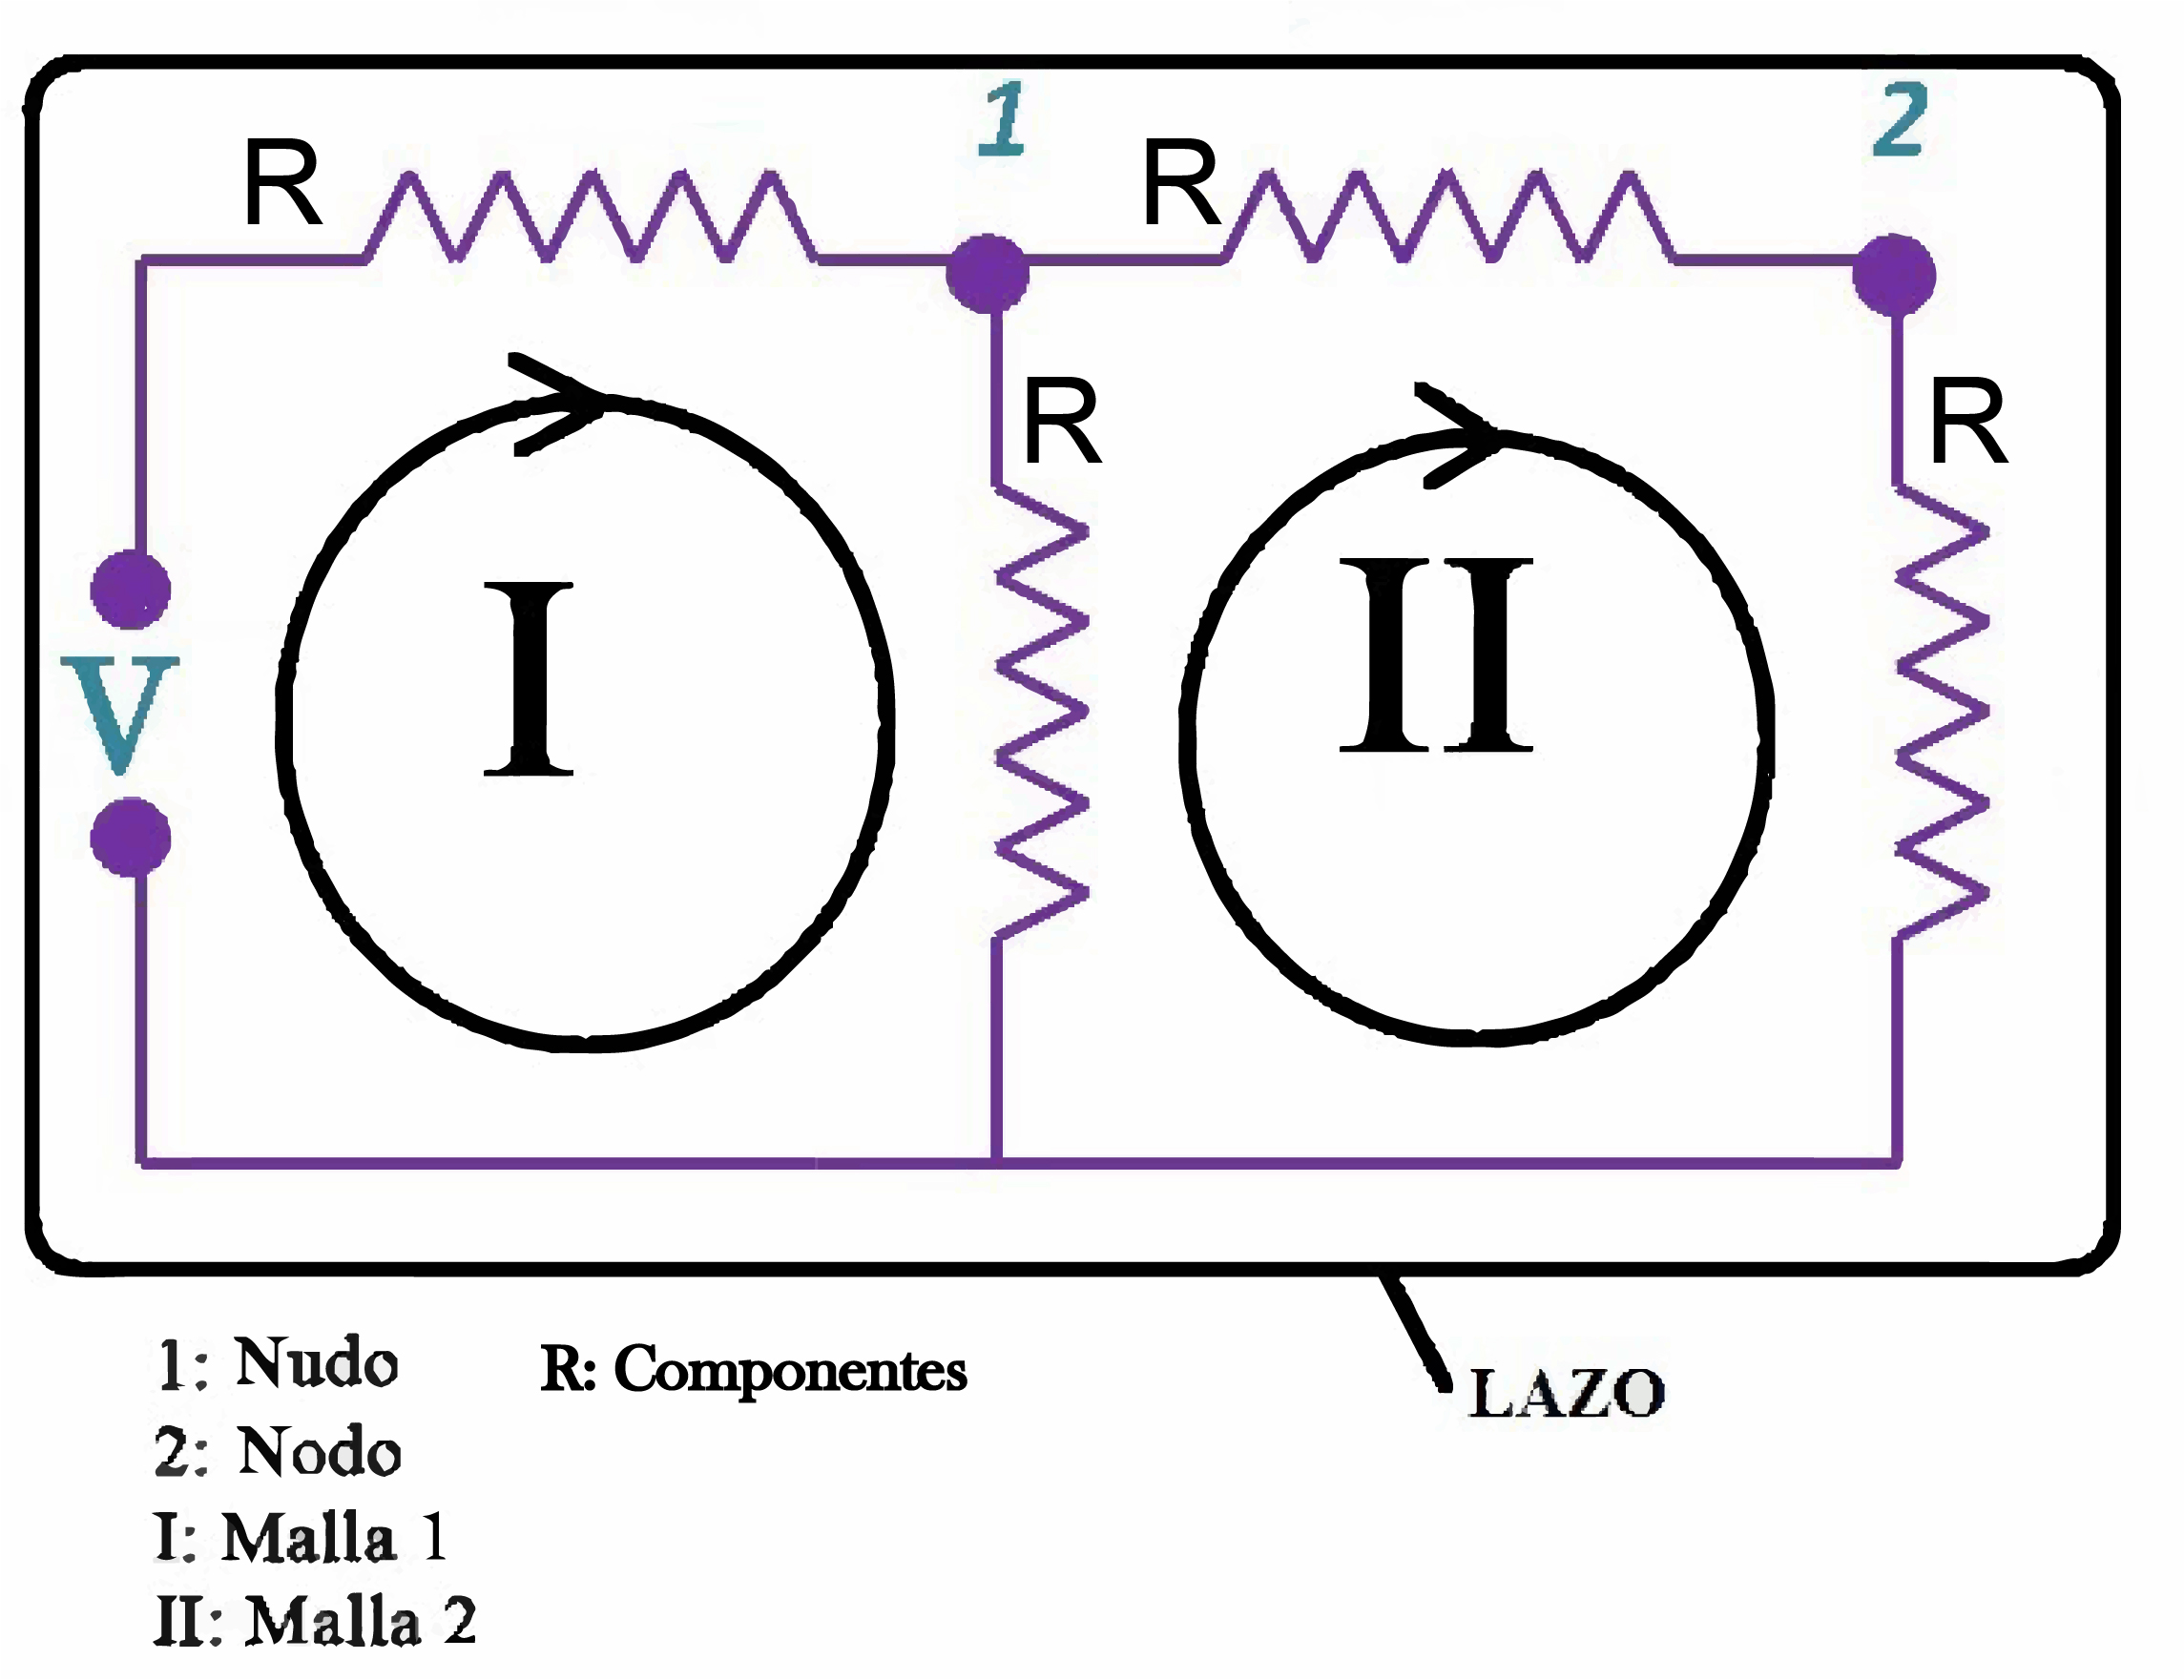 1 2
R R
R R
I II
V
1: Nudo R: Componentes
LAZO
2: Nodo
I: Malla 1
II: Malla 2